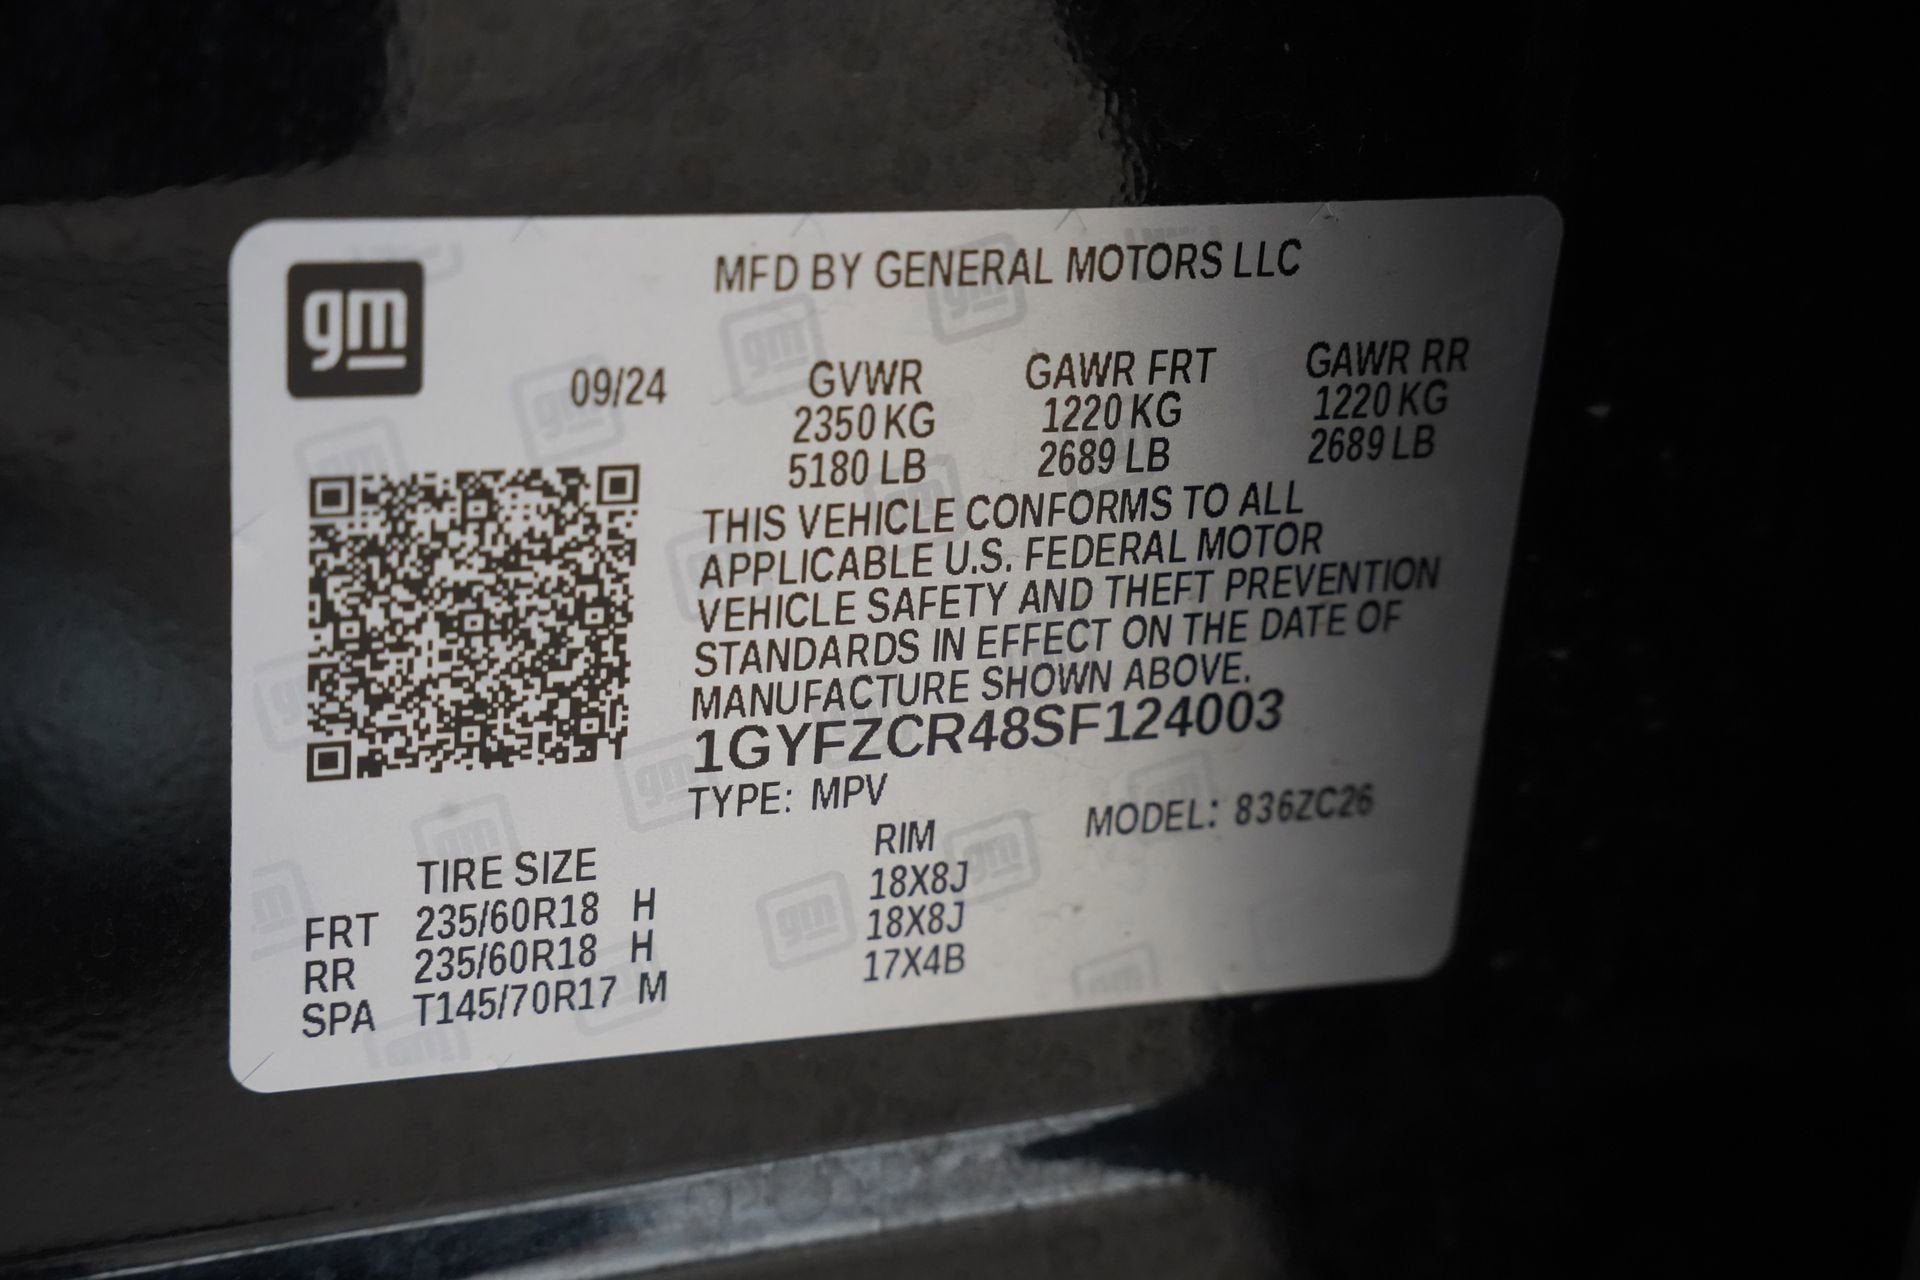 gm
MFD BY GENERAL MOTORS LLC
09/24 GVWR GAWR FRT GAWR RR
2350 KG 1220 KG 1220 KG
5180 LB 2689 LB 2689 LB
THIS VEHICLE CONFORMS TO ALL
APPLICABLE U.S. FEDERAL MOTOR
VEHICLE SAFETY AND THEFT PREVENTION
STANDARDS IN EFFECT ON THE DATE OF
MANUFACTURE SHOWN ABOVE.
1GYFZCR48SF124003
TYPE: MPV MODEL: 836ZC26
TIRE SIZE RIM
FRT 235/60R18 H 18X8J
RR 235/60R18 H 18X8J
SPA T145/70R17 M 17X4B